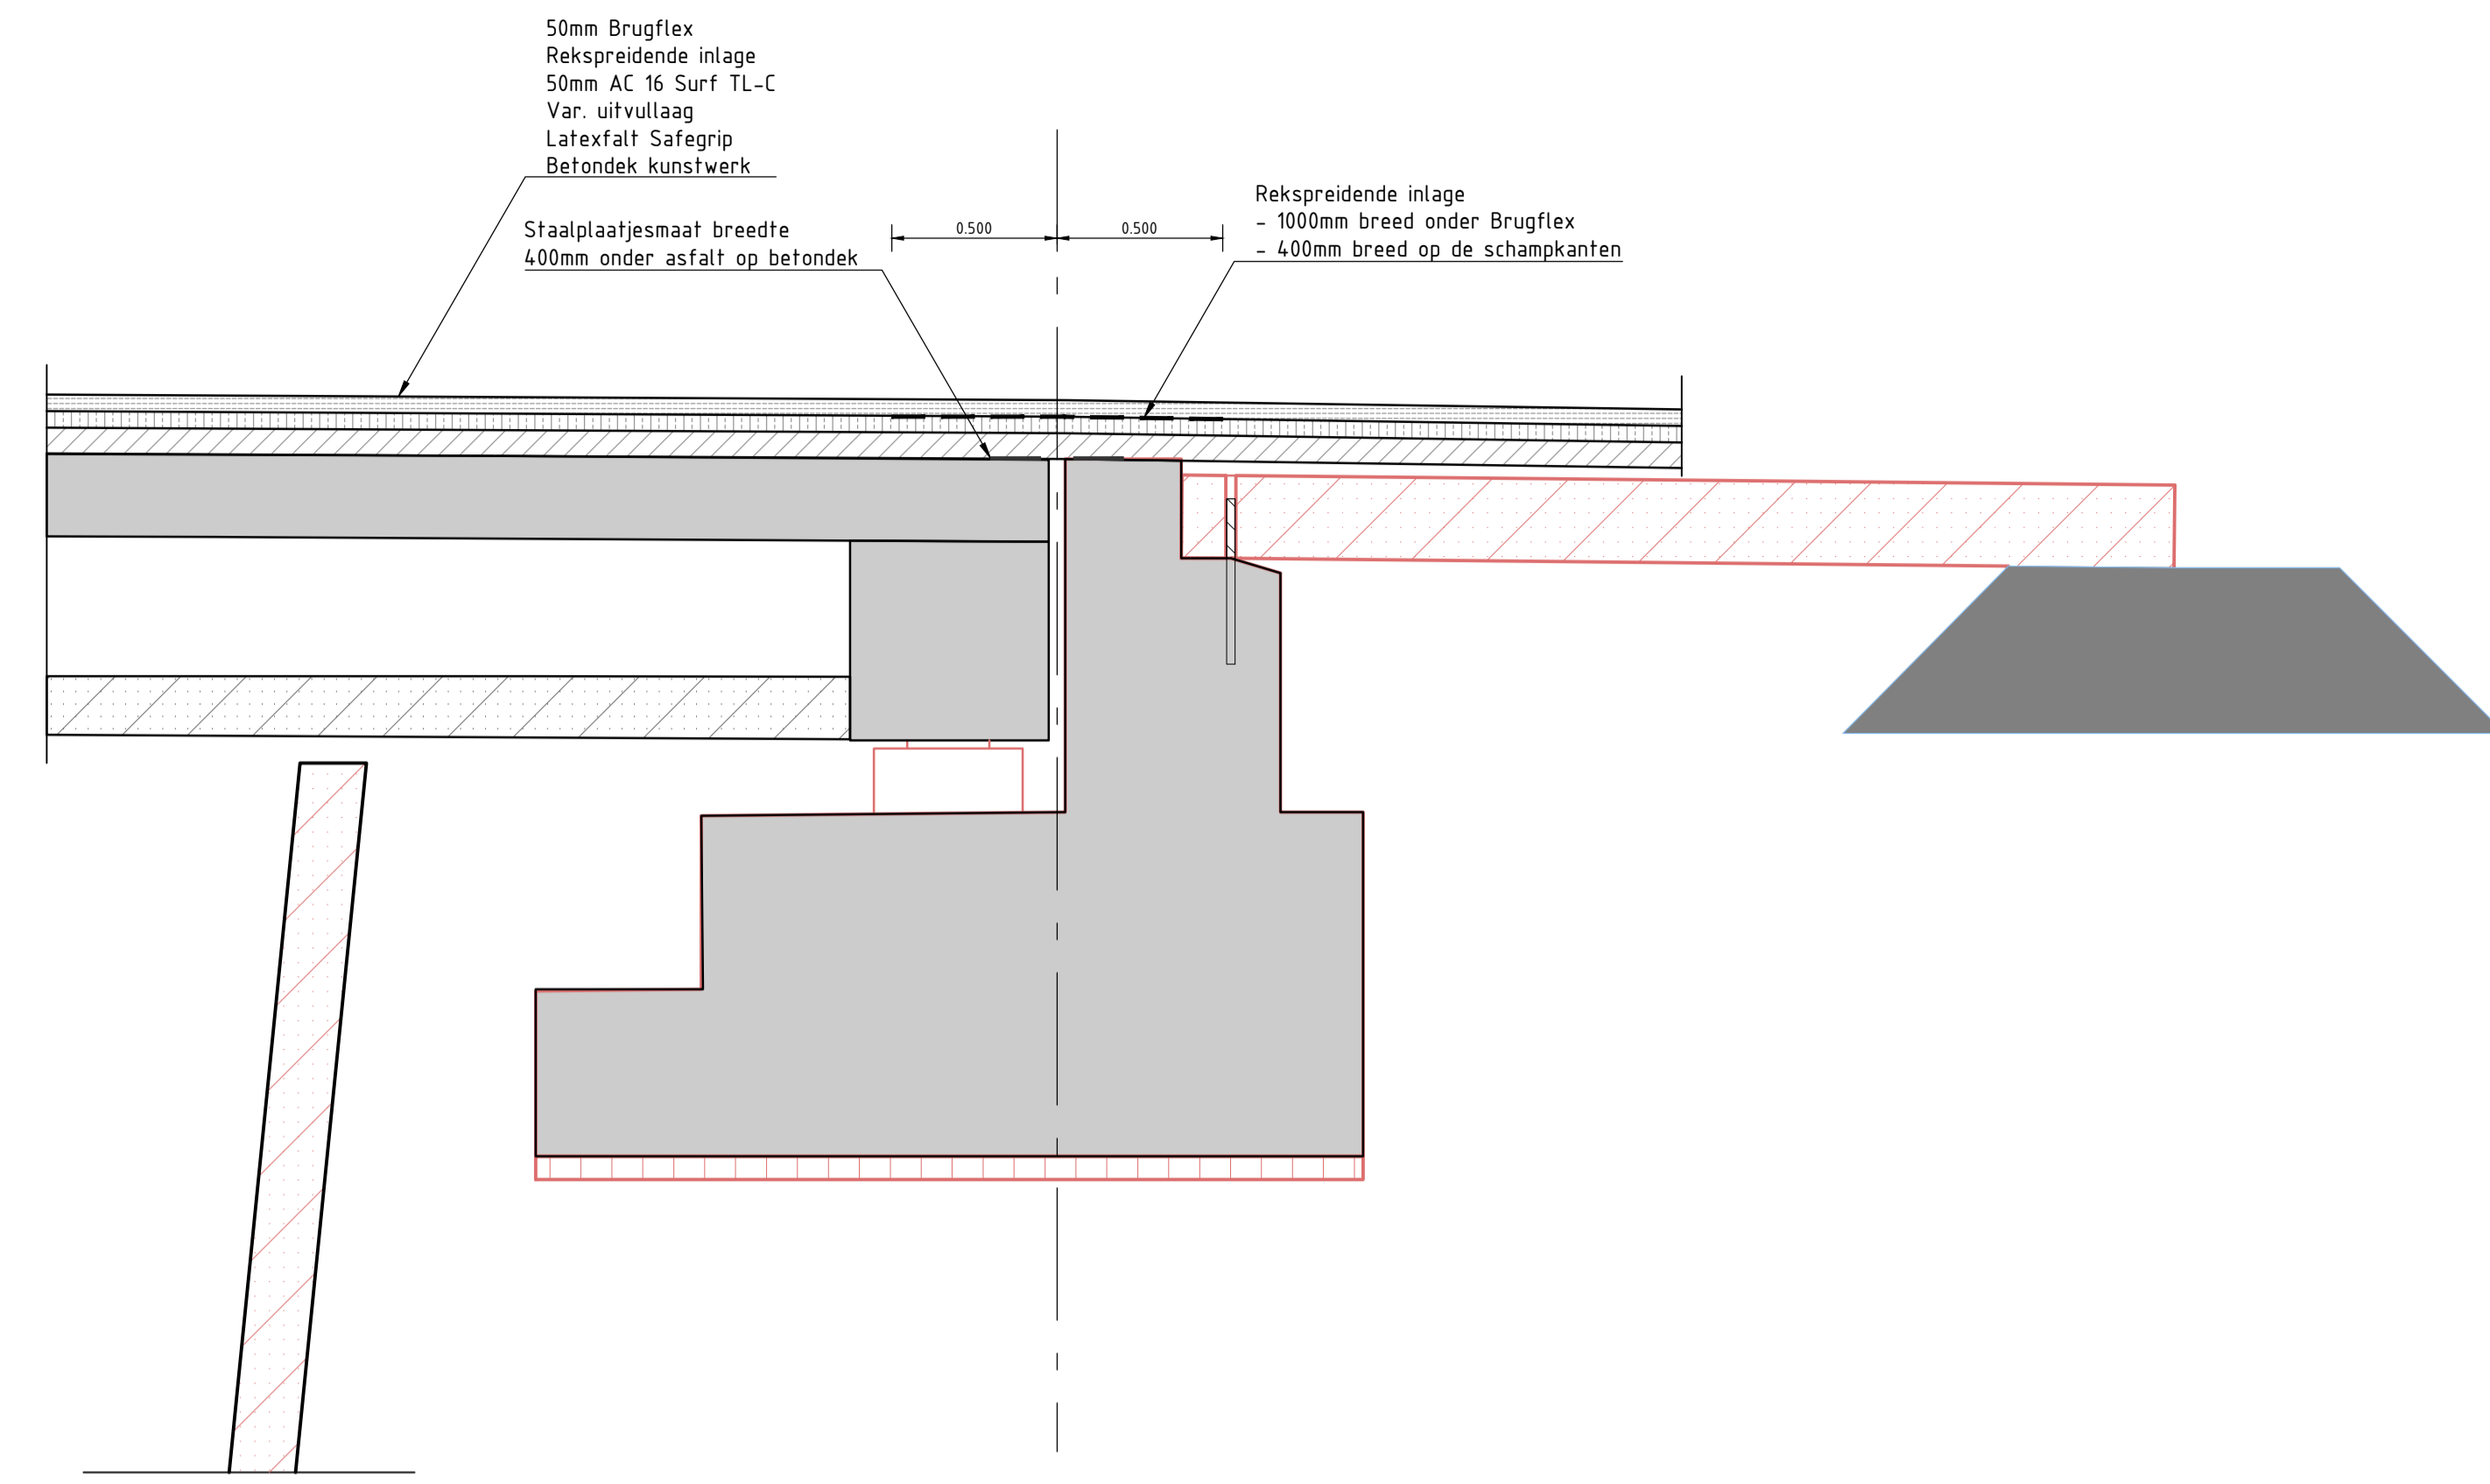 50mm Brugflex
Rekspreidende inlage
50mm AC 16 Surf TL-C
Var. uitvullaag
Latexfalt Safegrip
Betondek kunstwerk
Staalplaatjesmaat breedte
400mm onder asfalt op betondek
0.500
0.500
Rekspreidende inlage
- 1000mm breed onder Brugflex
- 400mm breed op de schampkanten